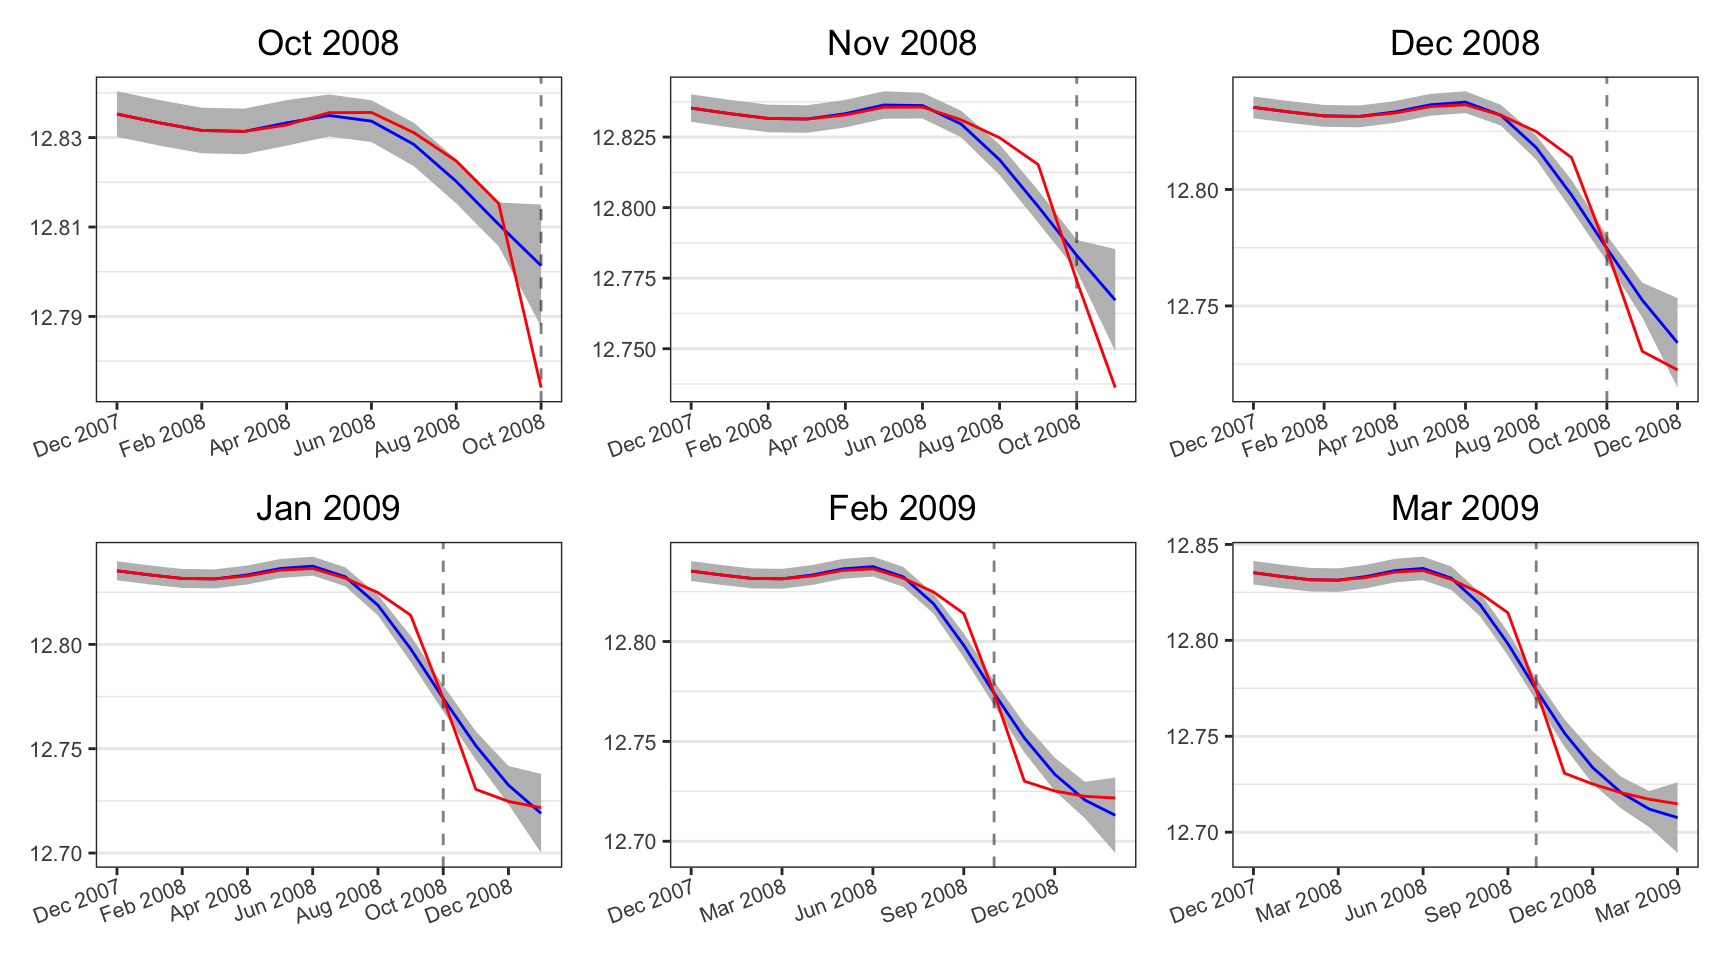 Oct 2008
12.83
12.81
12.79
Dec 2007 Feb 2008 Apr 2008 Jun 2008 Aug 2008 Oct 2008
Nov 2008
12.825
12.800
12.775
12.750
Dec 2007 Feb 2008 Apr 2008 Jun 2008 Aug 2008 Oct 2008
Dec 2008
12.80
12.75
Dec 2007 Feb 2008 Apr 2008 Jun 2008 Aug 2008 Oct 2008 Dec 2008
Jan 2009
12.80
12.75
12.70
Dec 2007 Feb 2008 Apr 2008 Jun 2008 Aug 2008 Oct 2008 Dec 2008
Feb 2009
12.80
12.75
12.70
Dec 2007 Mar 2008 Jun 2008 Sep 2008 Dec 2008
Mar 2009
12.85
12.80
12.75
12.70
Dec 2007 Mar 2008 Jun 2008 Sep 2008 Dec 2008 Mar 2009